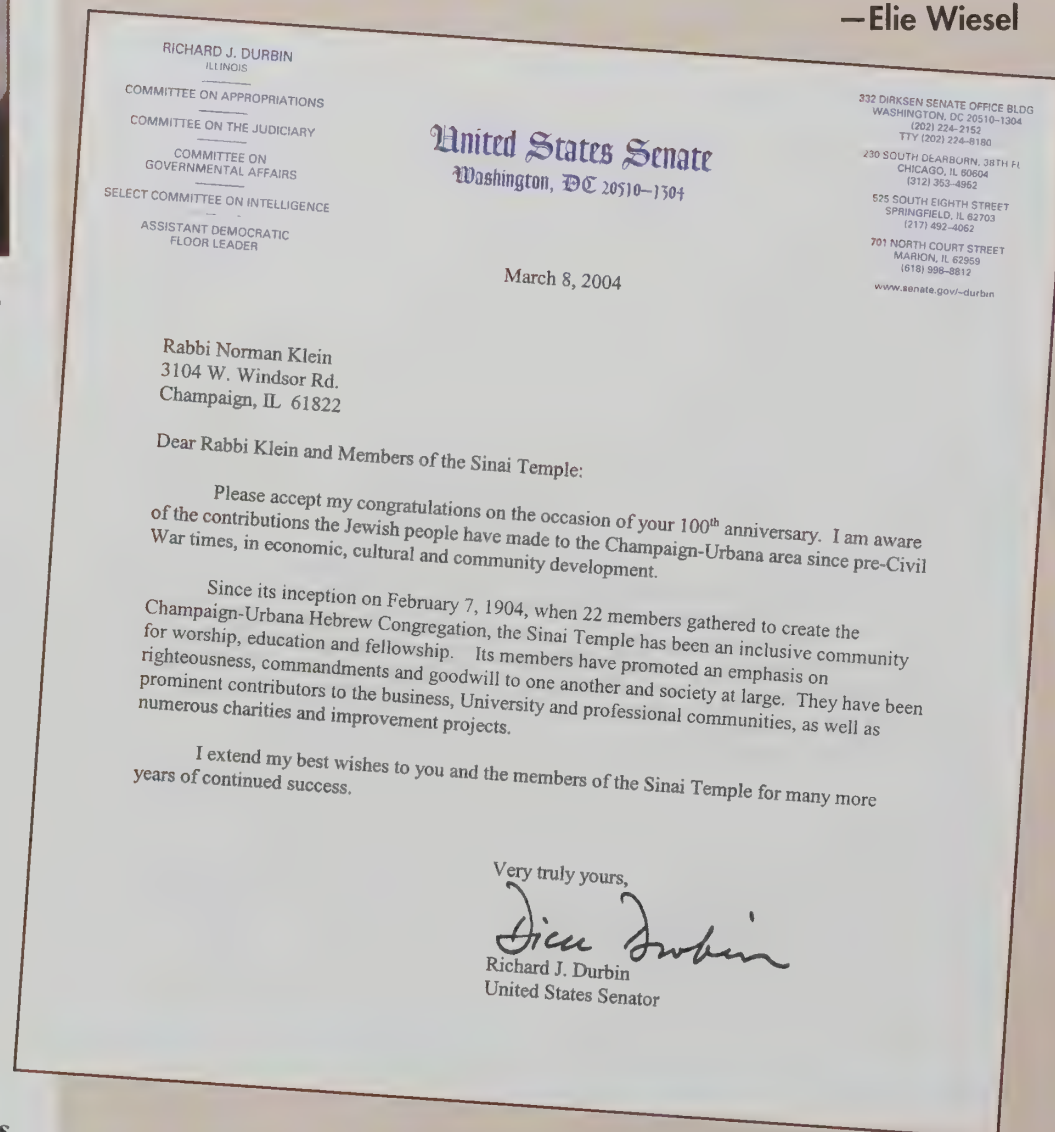 —Elie Wiesel
RICHARD J. DURBIN
ILLINOIS
COMMITTEE ON APPROPRIATIONS
COMMITTEE ON THE JUDICIARY
COMMITTEE ON
GOVERNMENTAL AFFAIRS
SELECT COMMITTEE ON INTELLIGENCE
ASSISTANT DEMOCRATIC
FLOOR LEADER
United States Senate
Washington, DC 20510–1304
332 DIRKSEN SENATE OFFICE BLDG
WASHINGTON, DC 20510–1304
(202) 224–2152
TTY (202) 224–8180
230 SOUTH DEARBORN, 38TH FL
CHICAGO, IL 60604
(312) 353–4952
525 SOUTH EIGHTH STREET
SPRINGFIELD, IL 62703
(217) 492–4062
701 NORTH COURT STREET
MARION, IL 62959
(618) 998–8812
www.senate.gov/~durbin
March 8, 2004
Rabbi Norman Klein
3104 W. Windsor Rd.
Champaign, IL 61822
Dear Rabbi Klein and Members of the Sinai Temple:
Please accept my congratulations on the occasion of your 100th anniversary. I am aware
of the contributions the Jewish people have made to the Champaign-Urbana area since pre-Civil
War times, in economic, cultural and community development.
Since its inception on February 7, 1904, when 22 members gathered to create the
Champaign-Urbana Hebrew Congregation, the Sinai Temple has been an inclusive community
for worship, education and fellowship. Its members have promoted an emphasis on
righteousness, commandments and goodwill to one another and society at large. They have been
prominent contributors to the business, University and professional communities, as well as
numerous charities and improvement projects.
I extend my best wishes to you and the members of the Sinai Temple for many more
years of continued success.
Very truly yours,
Dick Durbin
Richard J. Durbin
United States Senator